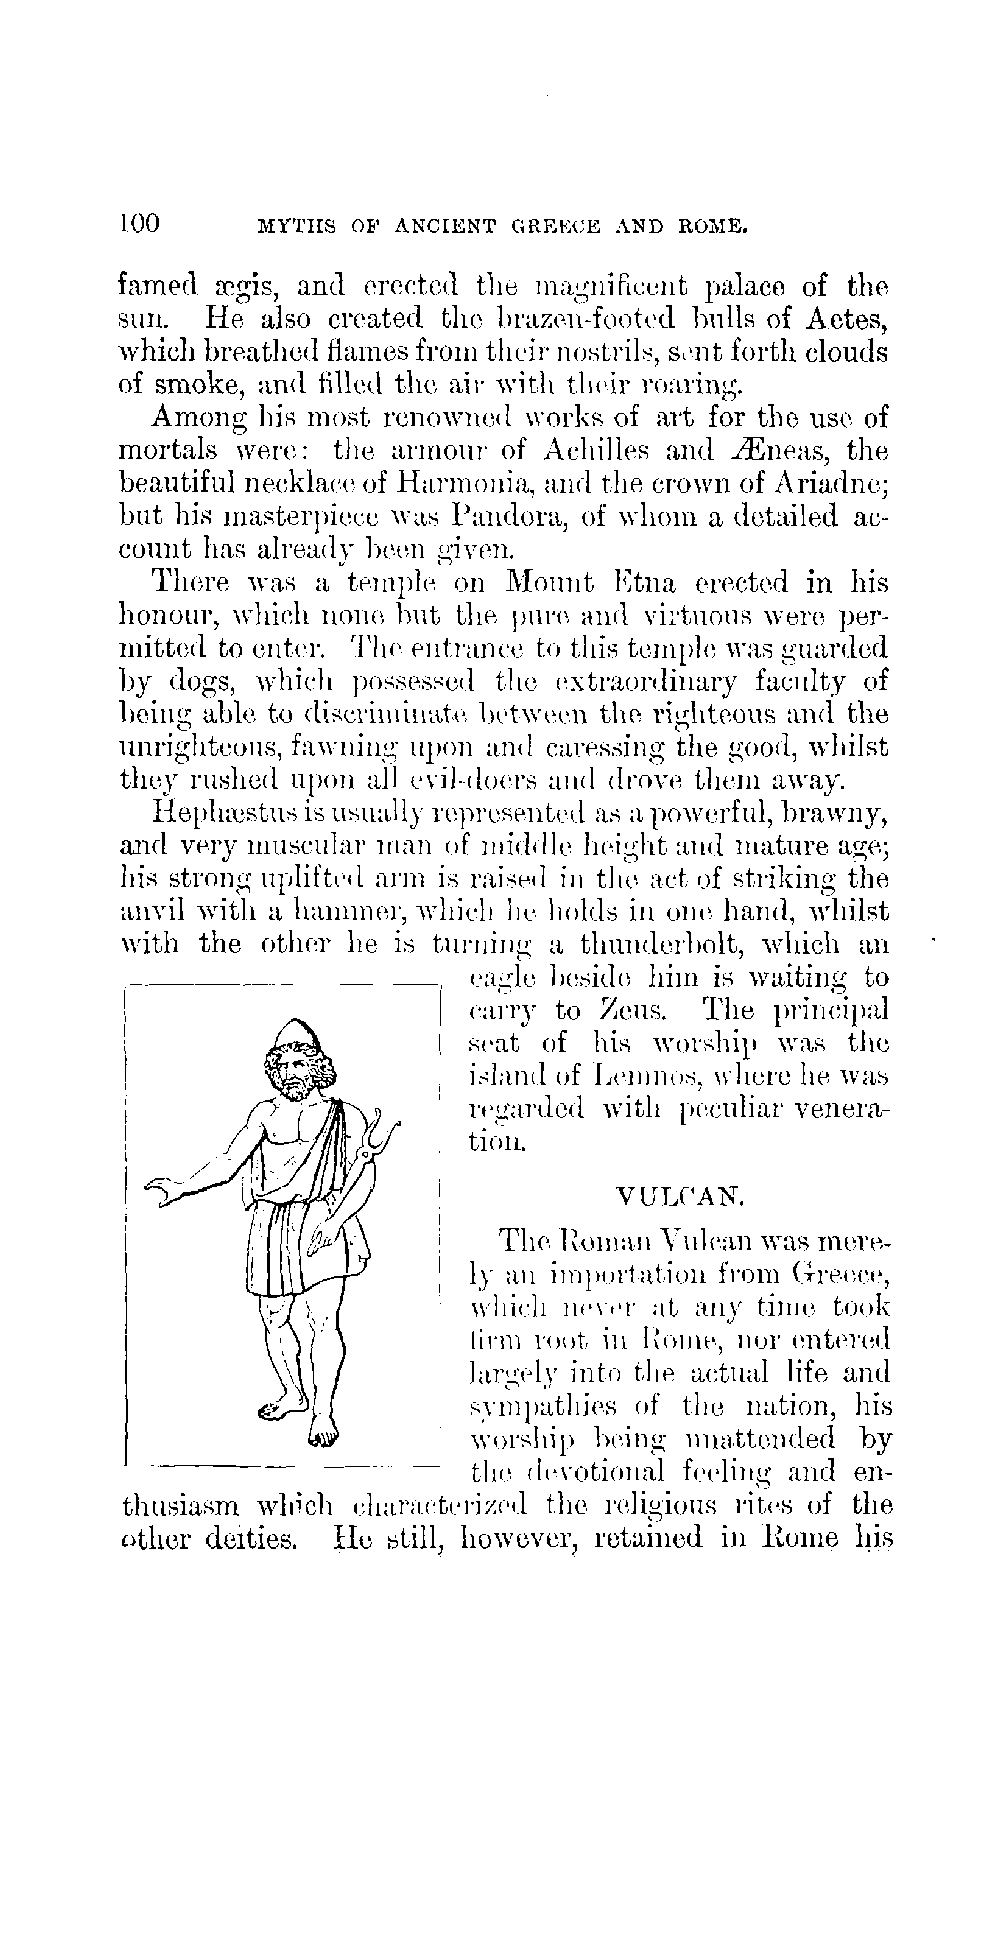 100 MYTHS OF ANCIENT GREECE AND ROME.
famed ægis, and erected the magnificent palace of the
sun. He also created the brazen-footed bulls of Aetes,
which breathed flames from their nostrils, sent forth clouds
of smoke, and filled the air with their roaring.
Among his most renowned works of art for the use of
mortals were: the armour of Achilles and Æneas, the
beautiful necklace of Harmonia, and the crown of Ariadne;
but his masterpiece was Pandora, of whom a detailed ac-
count has already been given.
There was a temple on Mount Etna erected in his
honour, which none but the pure and virtuous were per-
mitted to enter. The entrance to this temple was guarded
by dogs, which possessed the extraordinary faculty of
being able to discriminate between the righteous and the
unrighteous, fawning upon and caressing the good, whilst
they rushed upon all evil-doers and drove them away.
Hephæstus is usually represented as a powerful, brawny,
and very muscular man of middle height and mature age;
his strong uplifted arm is raised in the act of striking the
anvil with a hammer, which he holds in one hand, whilst
with the other he is turning a thunderbolt, which an
eagle beside him is waiting to
carry to Zeus. The principal
seat of his worship was the
island of Lemnos, where he was
regarded with peculiar venera-
tion.
VULCAN.
The Roman Vulcan was mere-
ly an importation from Greece,
which never at any time took
firm root in Rome, nor entered
largely into the actual life and
sympathies of the nation, his
worship being unattended by
the devotional feeling and en-
thusiasm which characterized the religious rites of the
other deities. He still, however, retained in Rome his